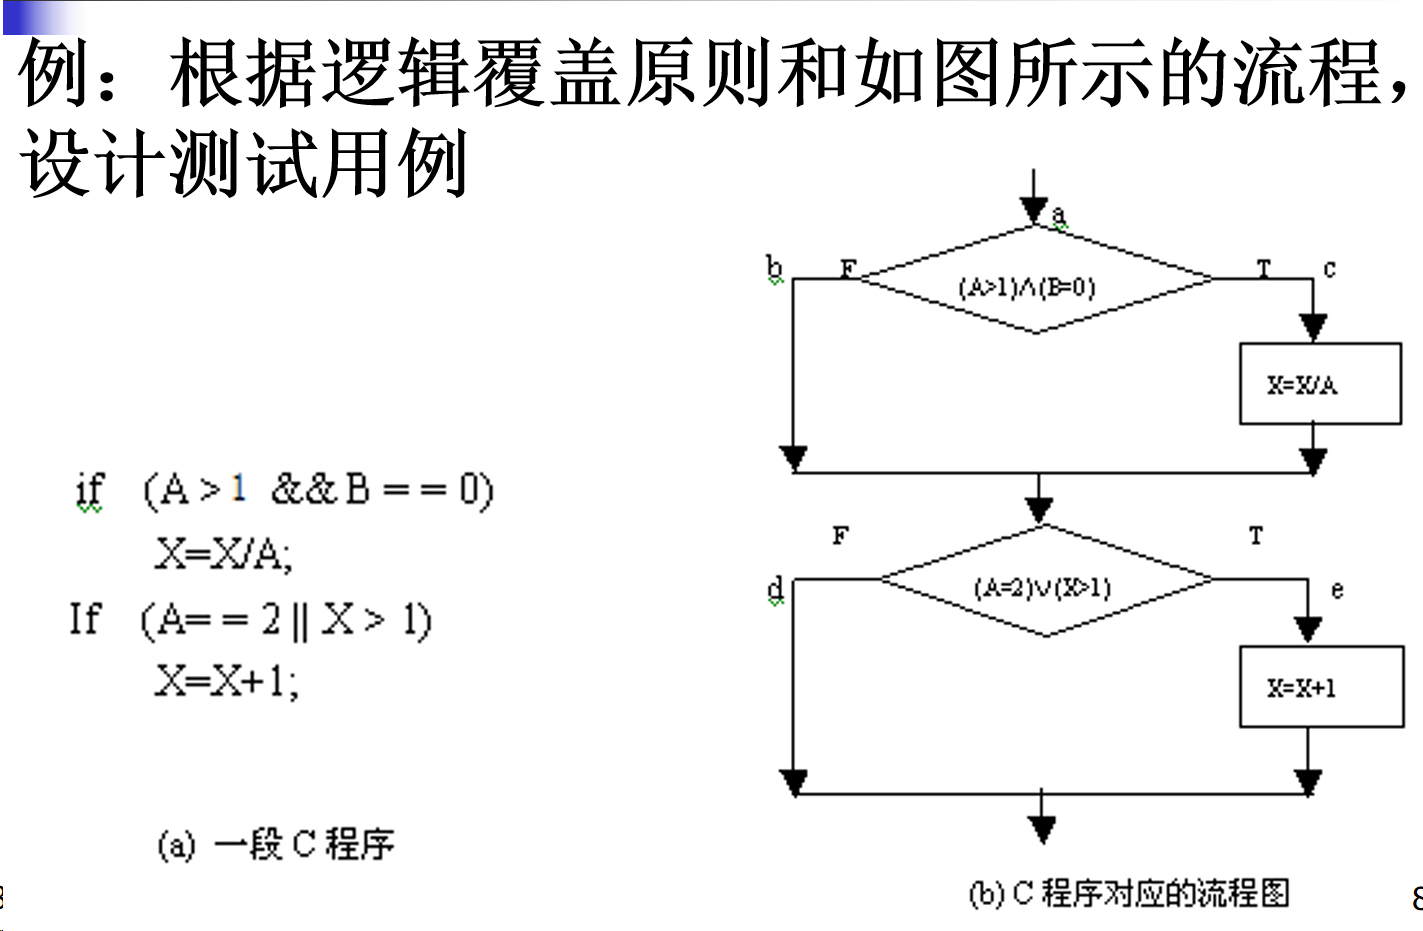 例：根据逻辑覆盖原则和如图所示的流程，
设计测试用例
if (A > 1 && B = = 0)
X=X/A;
If (A= = 2 || X > 1)
X=X+1;
(a) 一段 C 程序
a
b F T c
(A>1)∧(B=0)
X=X/A
F T
d (A=2)∨(X>1) e
X=X+1
(b) C 程序对应的流程图
8